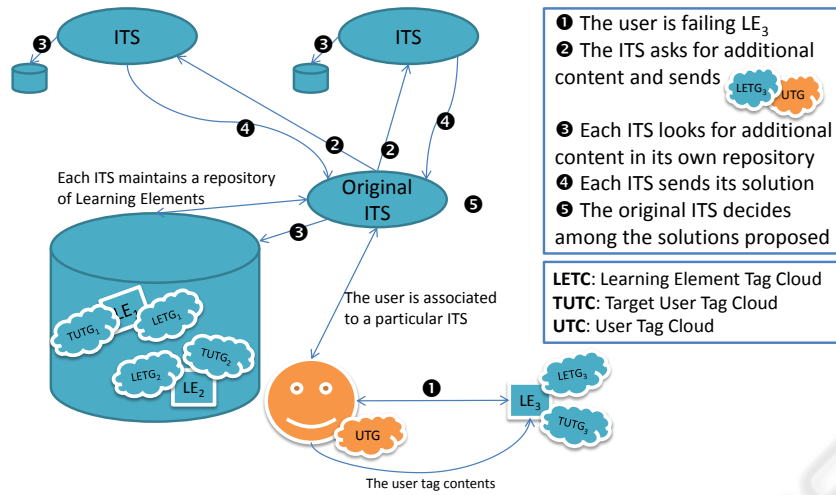 ❸
ITS
❸
ITS
❹
❷
❷
❹
Each ITS maintains a repository
of Learning Elements
Original
ITS
❺
❸
LE₁
TUTG₁
LETG₁
TUTG₂
LETG₂
LE₂
The user is associated
to a particular ITS
❶
UTG
LE₃
LETG₃
TUTG₃
The user tag contents
❶ The user is failing LE₃
❷ The ITS asks for additional
content and sends
LETG₃
UTG
❸ Each ITS looks for additional
content in its own repository
❹ Each ITS sends its solution
❺ The original ITS decides
among the solutions proposed
LETC: Learning Element Tag Cloud
TUTC: Target User Tag Cloud
UTC: User Tag Cloud